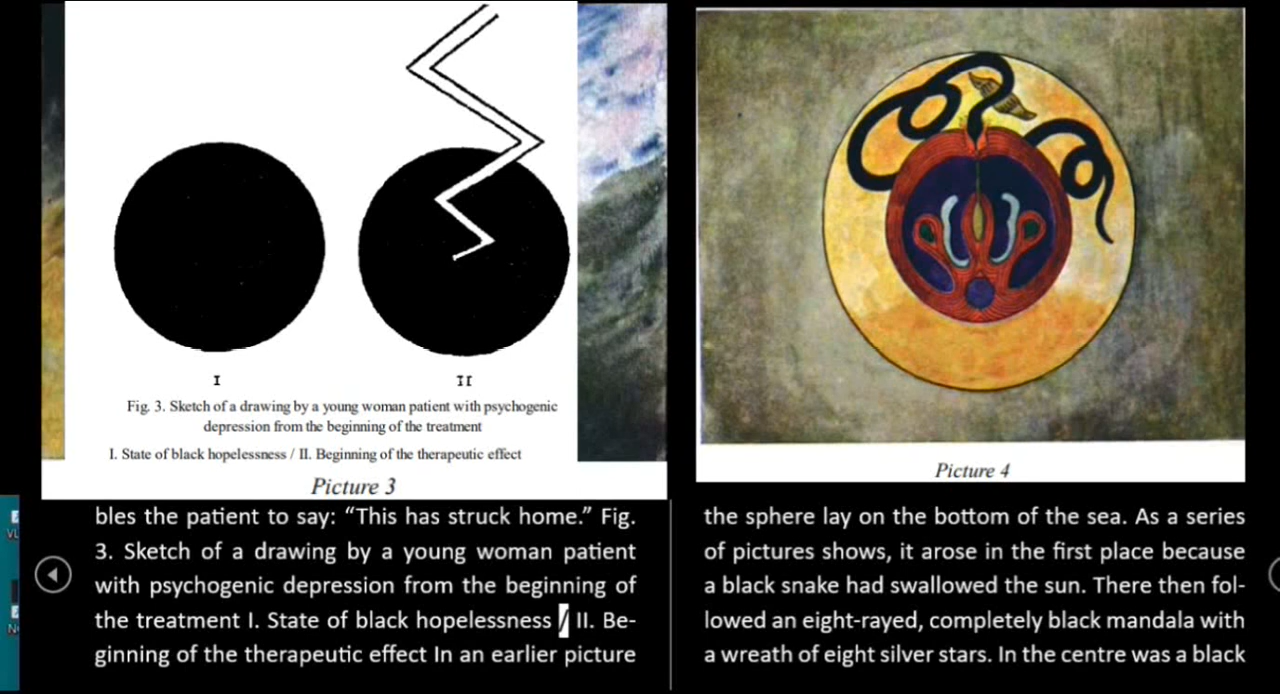 I
II
Fig. 3. Sketch of a drawing by a young woman patient with psychogenic
depression from the beginning of the treatment
I. State of black hopelessness / II. Beginning of the therapeutic effect
Picture 3
bles the patient to say: “This has struck home.” Fig.
3. Sketch of a drawing by a young woman patient
with psychogenic depression from the beginning of
the treatment I. State of black hopelessness / II. Be-
ginning of the therapeutic effect In an earlier picture
Picture 4
the sphere lay on the bottom of the sea. As a series
of pictures shows, it arose in the first place because
a black snake had swallowed the sun. There then fol-
lowed an eight-rayed, completely black mandala with
a wreath of eight silver stars. In the centre was a black